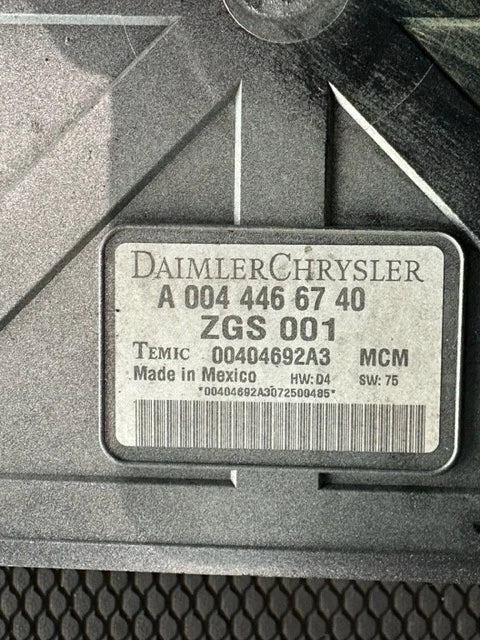 DAIMLERCHRYSLER
A 004 446 67 40
ZGS 001
TEMIC 00404692A3 MCM
Made in Mexico HW: D4 SW: 75
*00404692A3072500485*